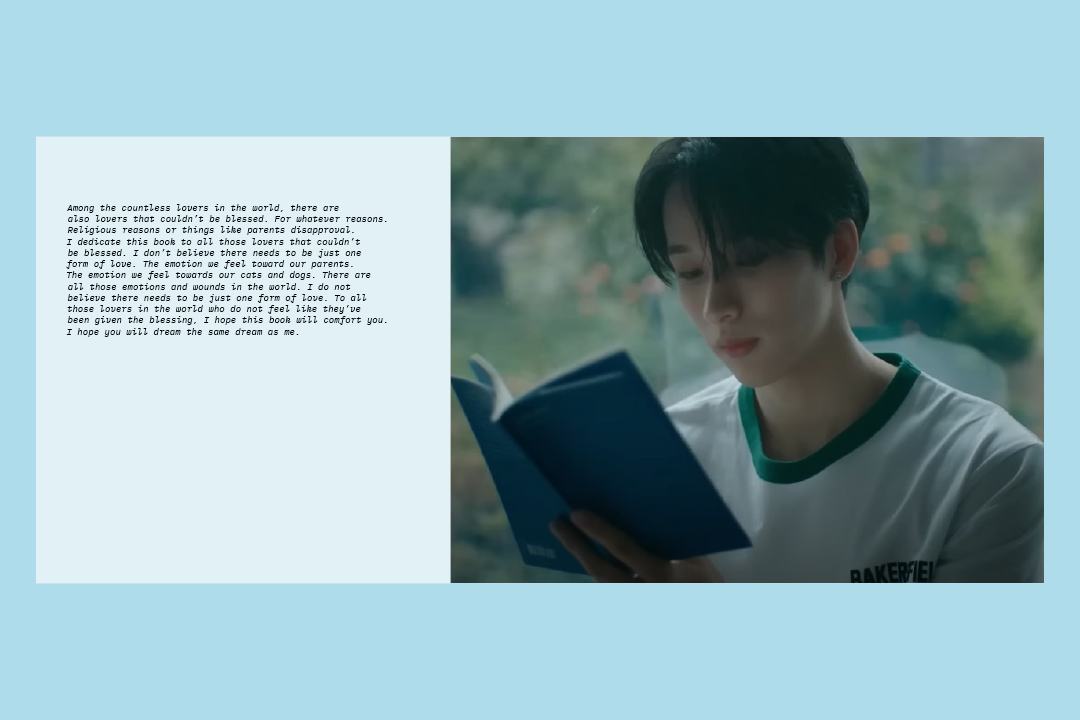 Among the countless lovers in the world, there are
also lovers that couldn't be blessed. For whatever reasons.
Religious reasons or things like parents disapproval.
I dedicate this book to all those lovers that couldn't
be blessed. I don't believe there needs to be just one
form of love. The emotion we feel toward our parents.
The emotion we feel towards our cats and dogs. There are
all those emotions and wounds in the world. I do not
believe there needs to be just one form of love. To all
those lovers in the world who do not feel like they've
been given the blessing, I hope this book will comfort you.
I hope you will dream the same dream as me.